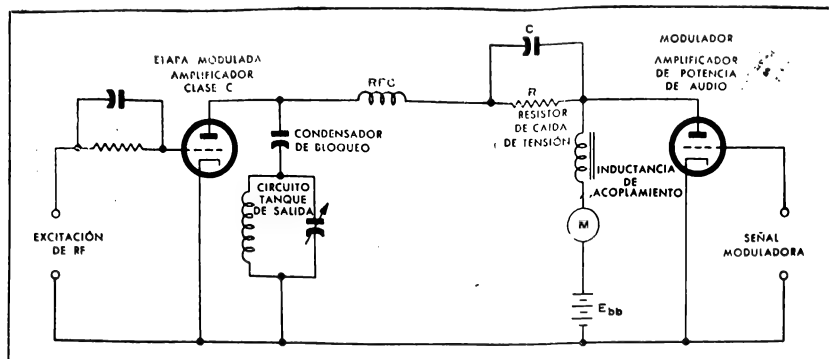 ETAPA MODULADA
AMPLIFICADOR
CLASE C
RFC
C
R
RESISTOR
DE CAIDA
DE TENSIÓN
MODULADOR
AMPLIFICADOR
DE POTENCIA
DE AUDIO
CONDENSADOR
DE BLOQUEO
CIRCUITO
TANQUE
DE SALIDA
INDUCTANCIA
DE
ACOPLAMIENTO
M
EXCITACIÓN
DE RF
SEÑAL
MODULADORA
Ebb